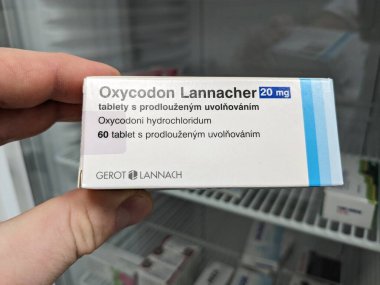 Oxycodon Lannacher 20 mg
tablety s prodlouženým uvolňováním
Oxycodoni hydrochloridum
60 tablet s prodlouženým uvolňováním
GEROT LANNACH